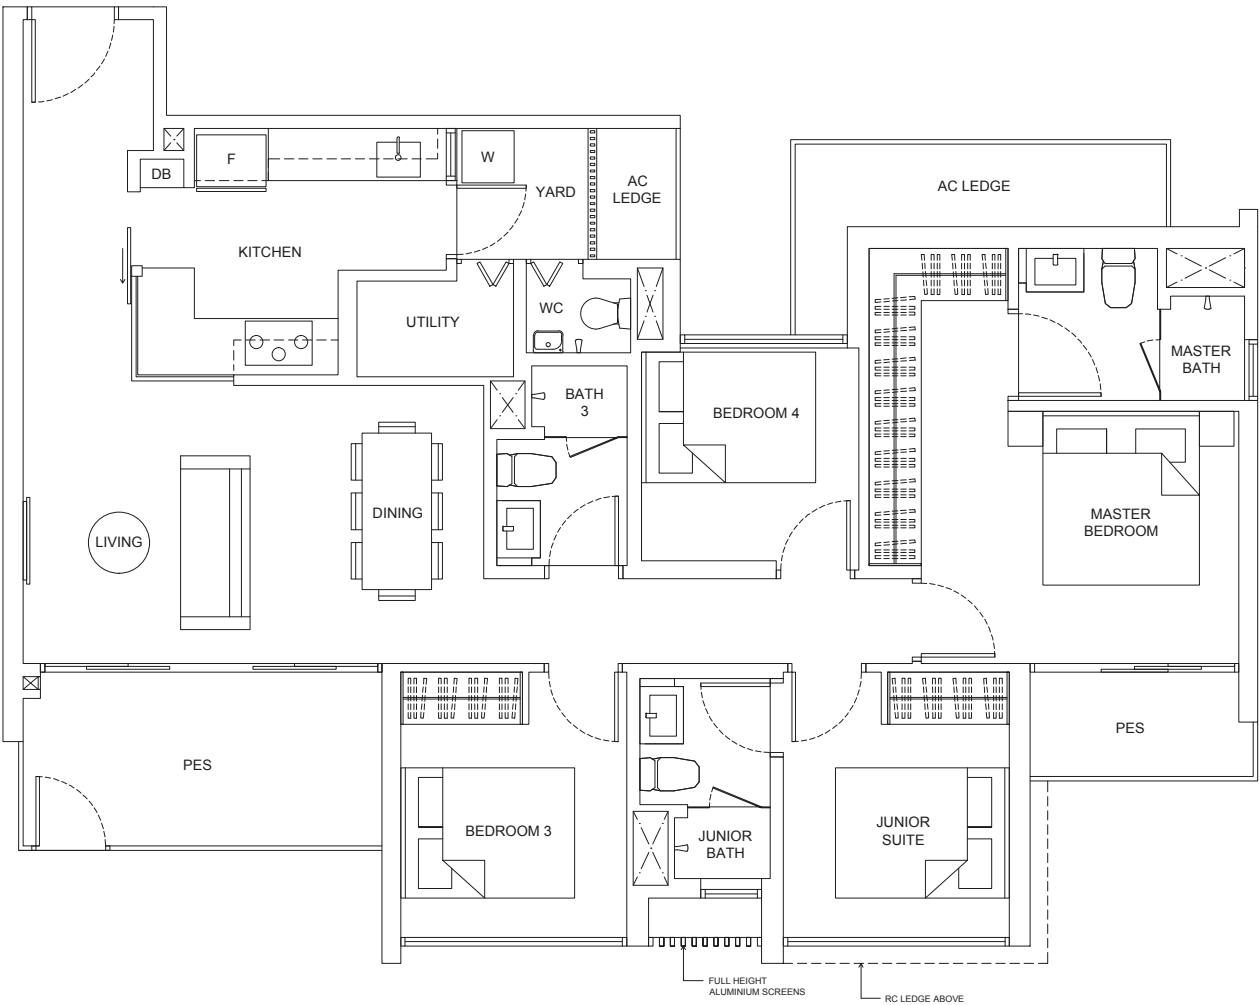 F
W
DB
YARD
AC
LEDGE
AC LEDGE
KITCHEN
UTILITY
WC
MASTER
BATH
BATH
3
BEDROOM 4
LIVING
DINING
MASTER
BEDROOM
PES
PES
BEDROOM 3
JUNIOR
BATH
JUNIOR
SUITE
FULL HEIGHT
ALUMINIUM SCREENS
RC LEDGE ABOVE